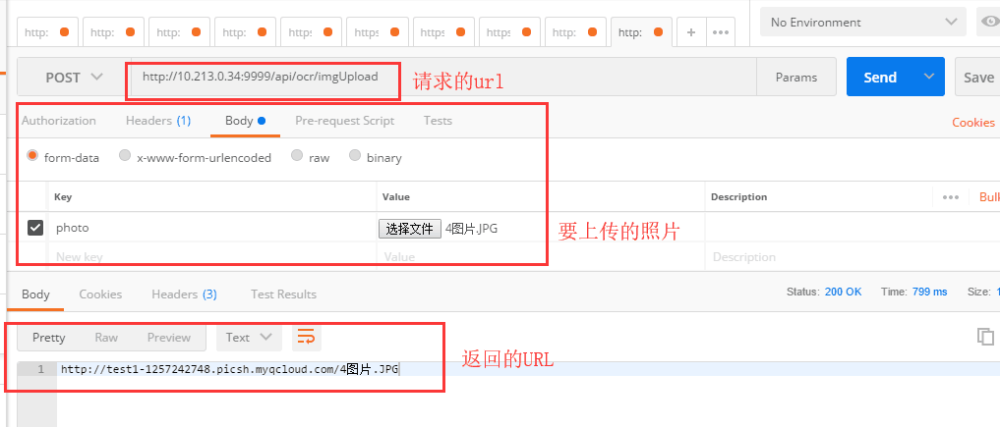 http: http: http: http: https https https https http: http: + ••• No Environment
POST http://10.213.0.34:9999/api/ocr/imgUpload 请求的url Params Send Save
Authorization Headers (1) Body Pre-request Script Tests Cookies
form-data x-www-form-urlencoded raw binary
Key Value Description ••• Bulk
photo 选择文件 4图片.JPG 要上传的照片
New key Value Description
Body Cookies Headers (3) Test Results Status: 200 OK Time: 799 ms Size:
Pretty Raw Preview Text
返回的URL
1 http://test1-1257242748.picsh.myqcloud.com/4图片.JPG